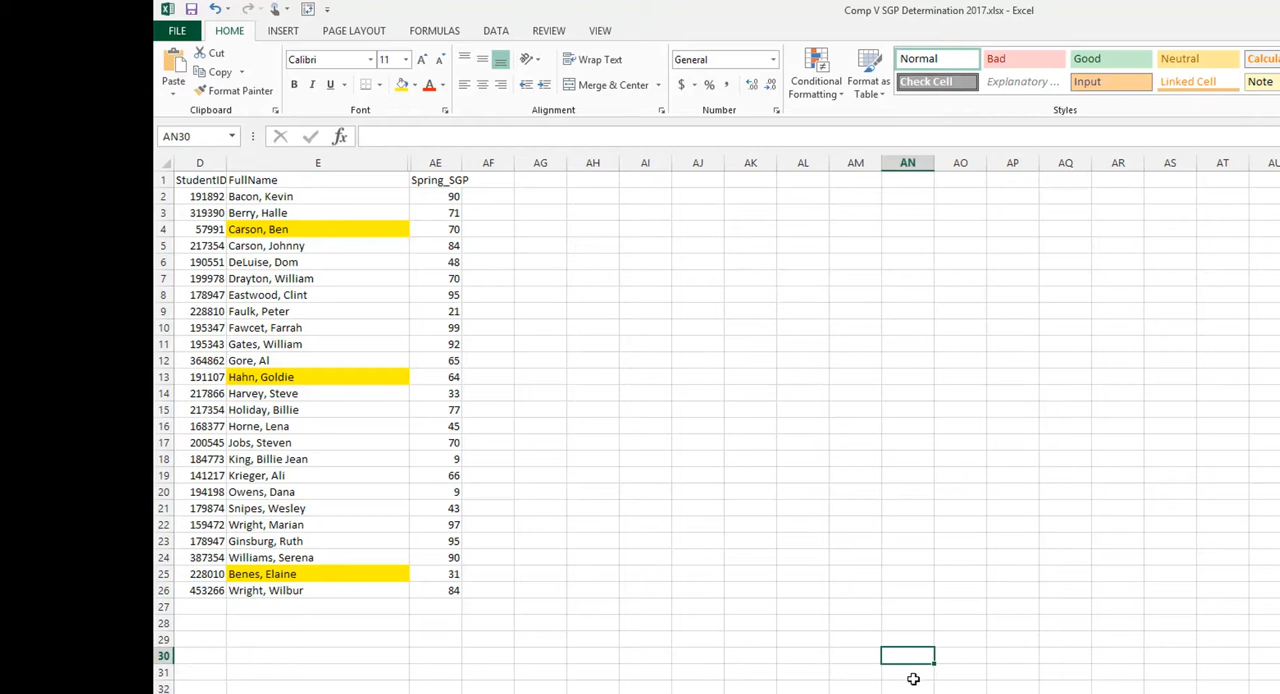 Comp V SGP Determination 2017.xlsx - Excel
FILE HOME INSERT PAGE LAYOUT FORMULAS DATA REVIEW VIEW
Paste
Cut
Copy
Format Painter
Clipboard
Calibri 11
B I U
Font
Wrap Text
Merge & Center
Alignment
General
$ % ,
Number
Conditional Formatting
Format as Table
Normal Bad Good Neutral
Check Cell Explanatory ... Input Linked Cell Note
Styles
AN30 fx
D E AE AF AG AH AI AJ AK AL AM AN AO AP AQ AR AS AT AU
1 StudentID FullName Spring_SGP
2 191892 Bacon, Kevin 90
3 319390 Berry, Halle 71
4 57991 Carson, Ben 70
5 217354 Carson, Johnny 84
6 190551 DeLuise, Dom 48
7 199978 Drayton, William 70
8 178947 Eastwood, Clint 95
9 228810 Faulk, Peter 21
10 195347 Fawcet, Farrah 99
11 195343 Gates, William 92
12 364862 Gore, Al 65
13 191107 Hahn, Goldie 64
14 217866 Harvey, Steve 33
15 217354 Holiday, Billie 77
16 168377 Horne, Lena 45
17 200545 Jobs, Steven 70
18 184773 King, Billie Jean 9
19 141217 Krieger, Ali 66
20 194198 Owens, Dana 9
21 179874 Snipes, Wesley 43
22 159472 Wright, Marian 97
23 178947 Ginsburg, Ruth 95
24 387354 Williams, Serena 90
25 228010 Benes, Elaine 31
26 453266 Wright, Wilbur 84
27
28
29
30
31
32